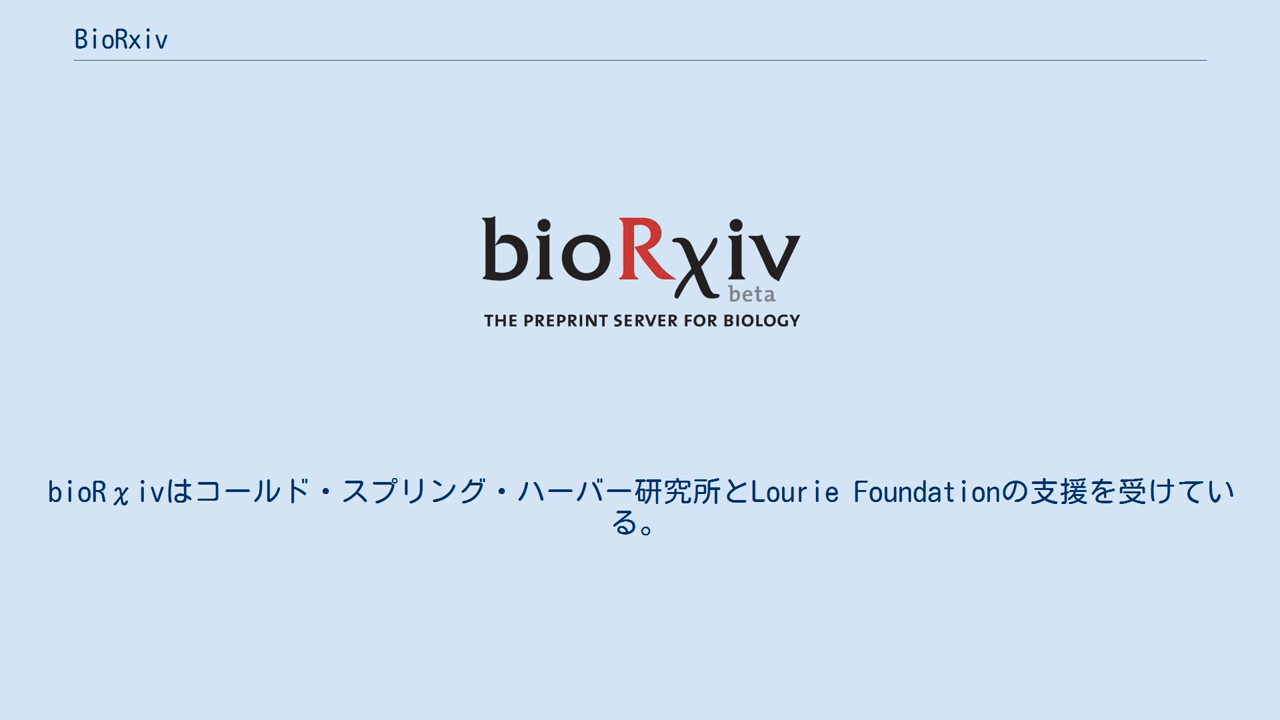 BioRxiv
bioRχiv
beta
THE PREPRINT SERVER FOR BIOLOGY
bioRχivはコールド・スプリング・ハーバー研究所とLourie Foundationの支援を受けてい
る。